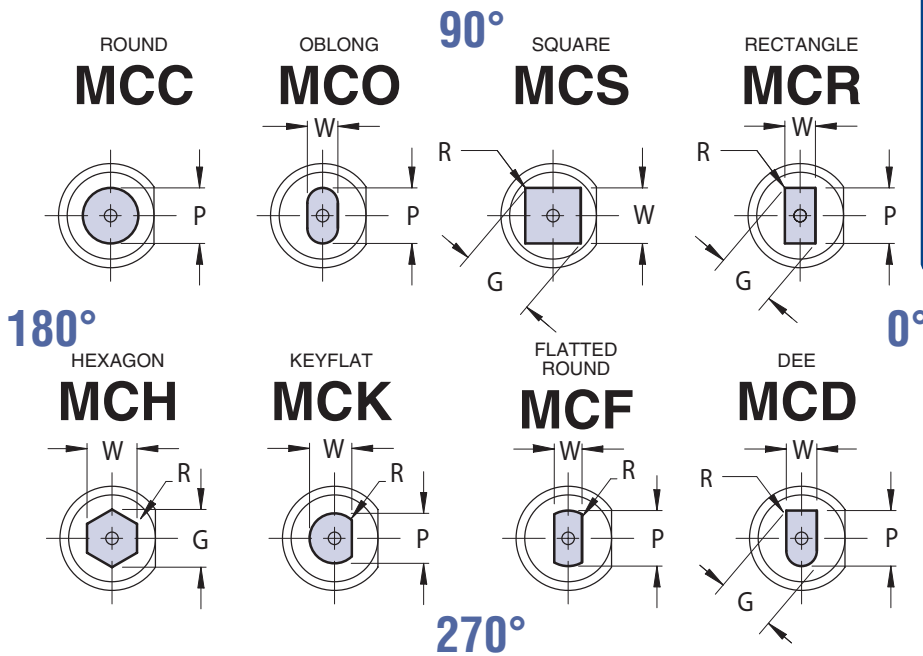 90°
ROUND
MCC
P
OBLONG
MCO
W
P
SQUARE
MCS
R
W
G
RECTANGLE
MCR
W
R
P
G
180°
0°
HEXAGON
MCH
W
R
G
KEYFLAT
MCK
W
R
P
FLATTED
ROUND
MCF
W
R
P
DEE
MCD
W
R
P
G
270°